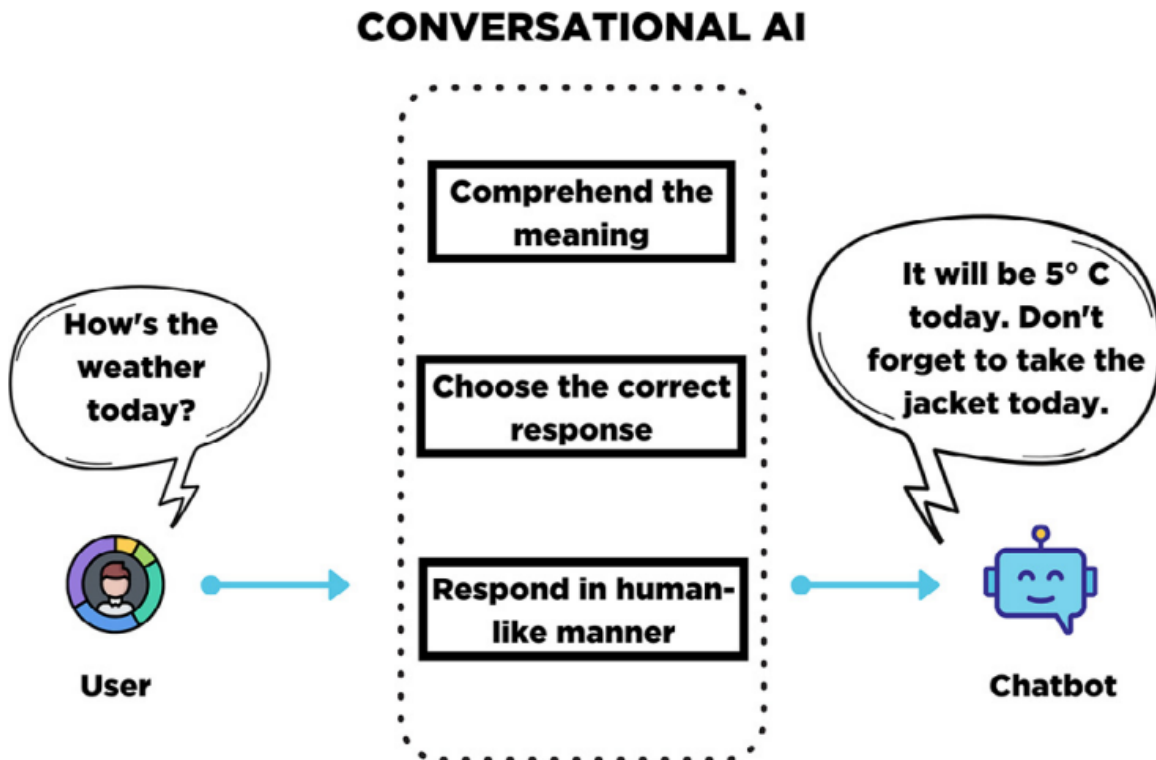 CONVERSATIONAL AI
How's the
weather
today?
User
Comprehend the
meaning
Choose the correct
response
Respond in human-
like manner
It will be 5° C
today. Don't
forget to take the
jacket today.
Chatbot